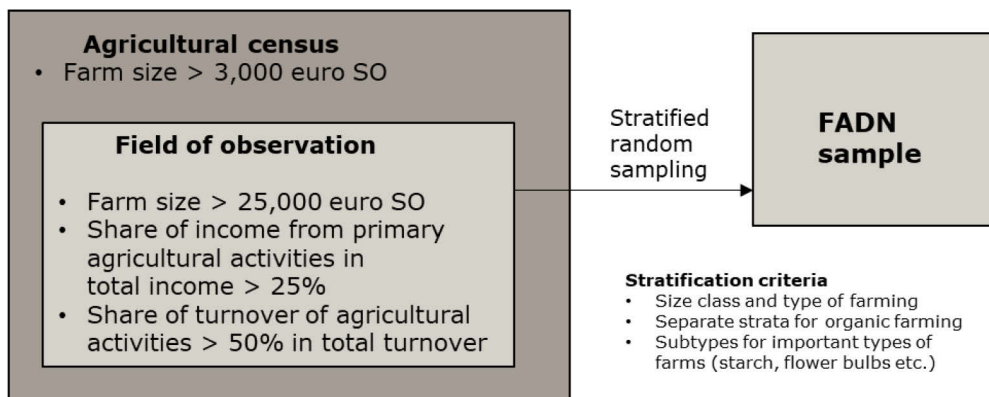 Agricultural census
• Farm size > 3,000 euro SO
Field of observation
• Farm size > 25,000 euro SO
• Share of income from primary
agricultural activities in
total income > 25%
• Share of turnover of agricultural
activities > 50% in total turnover
Stratified
random
sampling
FADN
sample
Stratification criteria
• Size class and type of farming
• Separate strata for organic farming
• Subtypes for important types of
farms (starch, flower bulbs etc.)